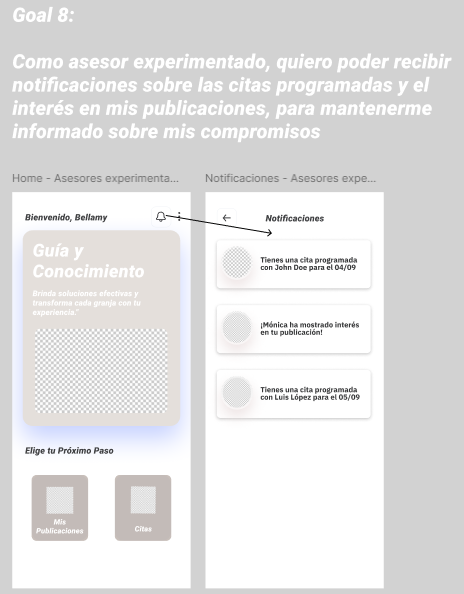 Goal 8:
Como asesor experimentado, quiero poder recibir
notificaciones sobre las citas programadas y el
interés en mis publicaciones, para mantenerme
informado sobre mis compromisos
Home - Asesores experimenta...
Bienvenido, Bellamy
Guía y
Conocimiento
Brinda soluciones efectivas y
transforma cada granja con tu
experiencia."
Elige tu Próximo Paso
Mis
Publicaciones
Citas
Notificaciones - Asesores expe...
Notificaciones
Tienes una cita programada
con John Doe para el 04/09
¡Mónica ha mostrado interés
en tu publicación!
Tienes una cita programada
con Luis López para el 05/09